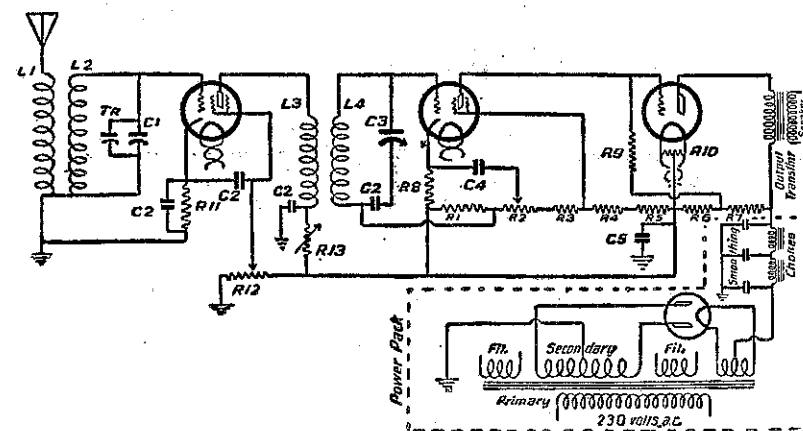 L1
L2
TR
C1
C2
R11
C2
R12
L3
C2
R13
L4
C3
C2
R8
C4
R1
R2
R3
R4
R5
R6
R7
R9
R10
C5
Output Transfmr
Smoothing
Chokes
Power Pack
Fil.
Secondary
Fil.
Primary
230 volts a.c.